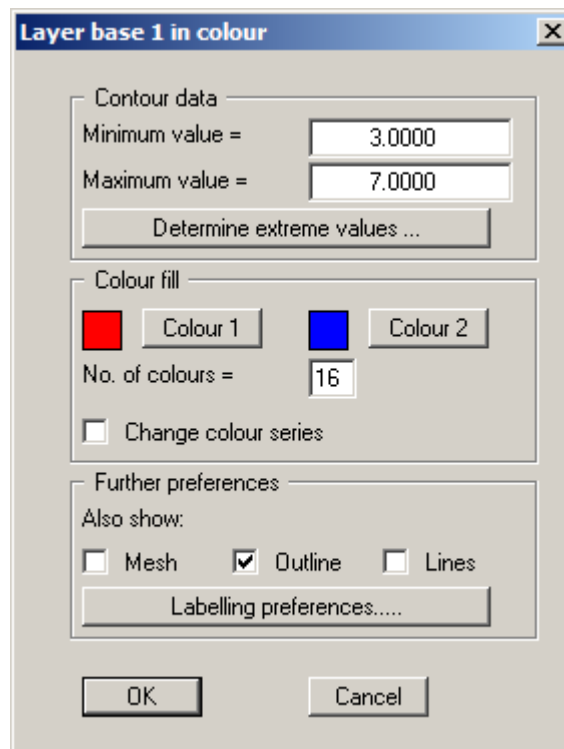 Layer base 1 in colour
Contour data
Minimum value = 3.0000
Maximum value = 7.0000
Determine extreme values ...
Colour fill
Colour 1 Colour 2
No. of colours = 16
Change colour series
Further preferences
Also show:
Mesh Outline Lines
Labelling preferences.....
OK Cancel